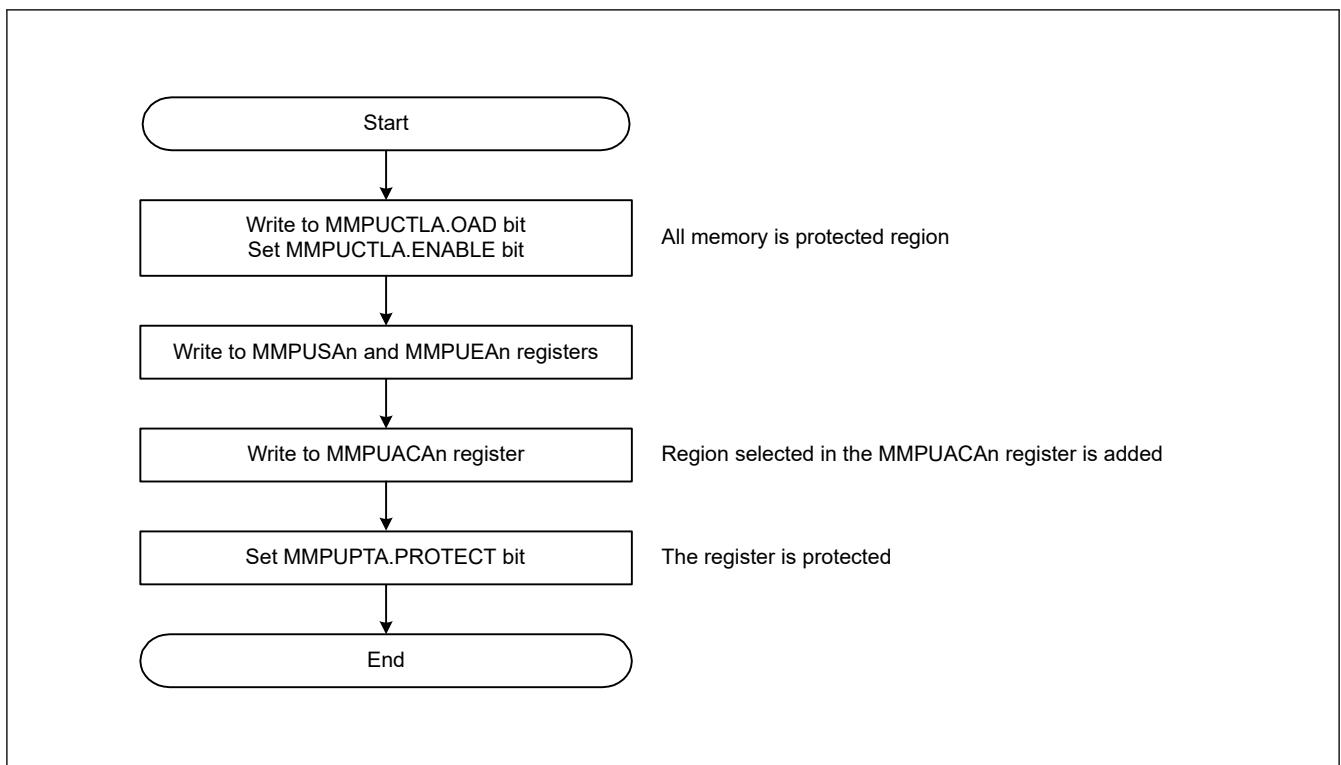 Start
Write to MMPUCTLA.OAD bit
Set MMPUCTLA.ENABLE bit
All memory is protected region
Write to MMPUSAn and MMPUEAn registers
Write to MMPUACAn register
Region selected in the MMPUACAn register is added
Set MMPUPTA.PROTECT bit
The register is protected
End